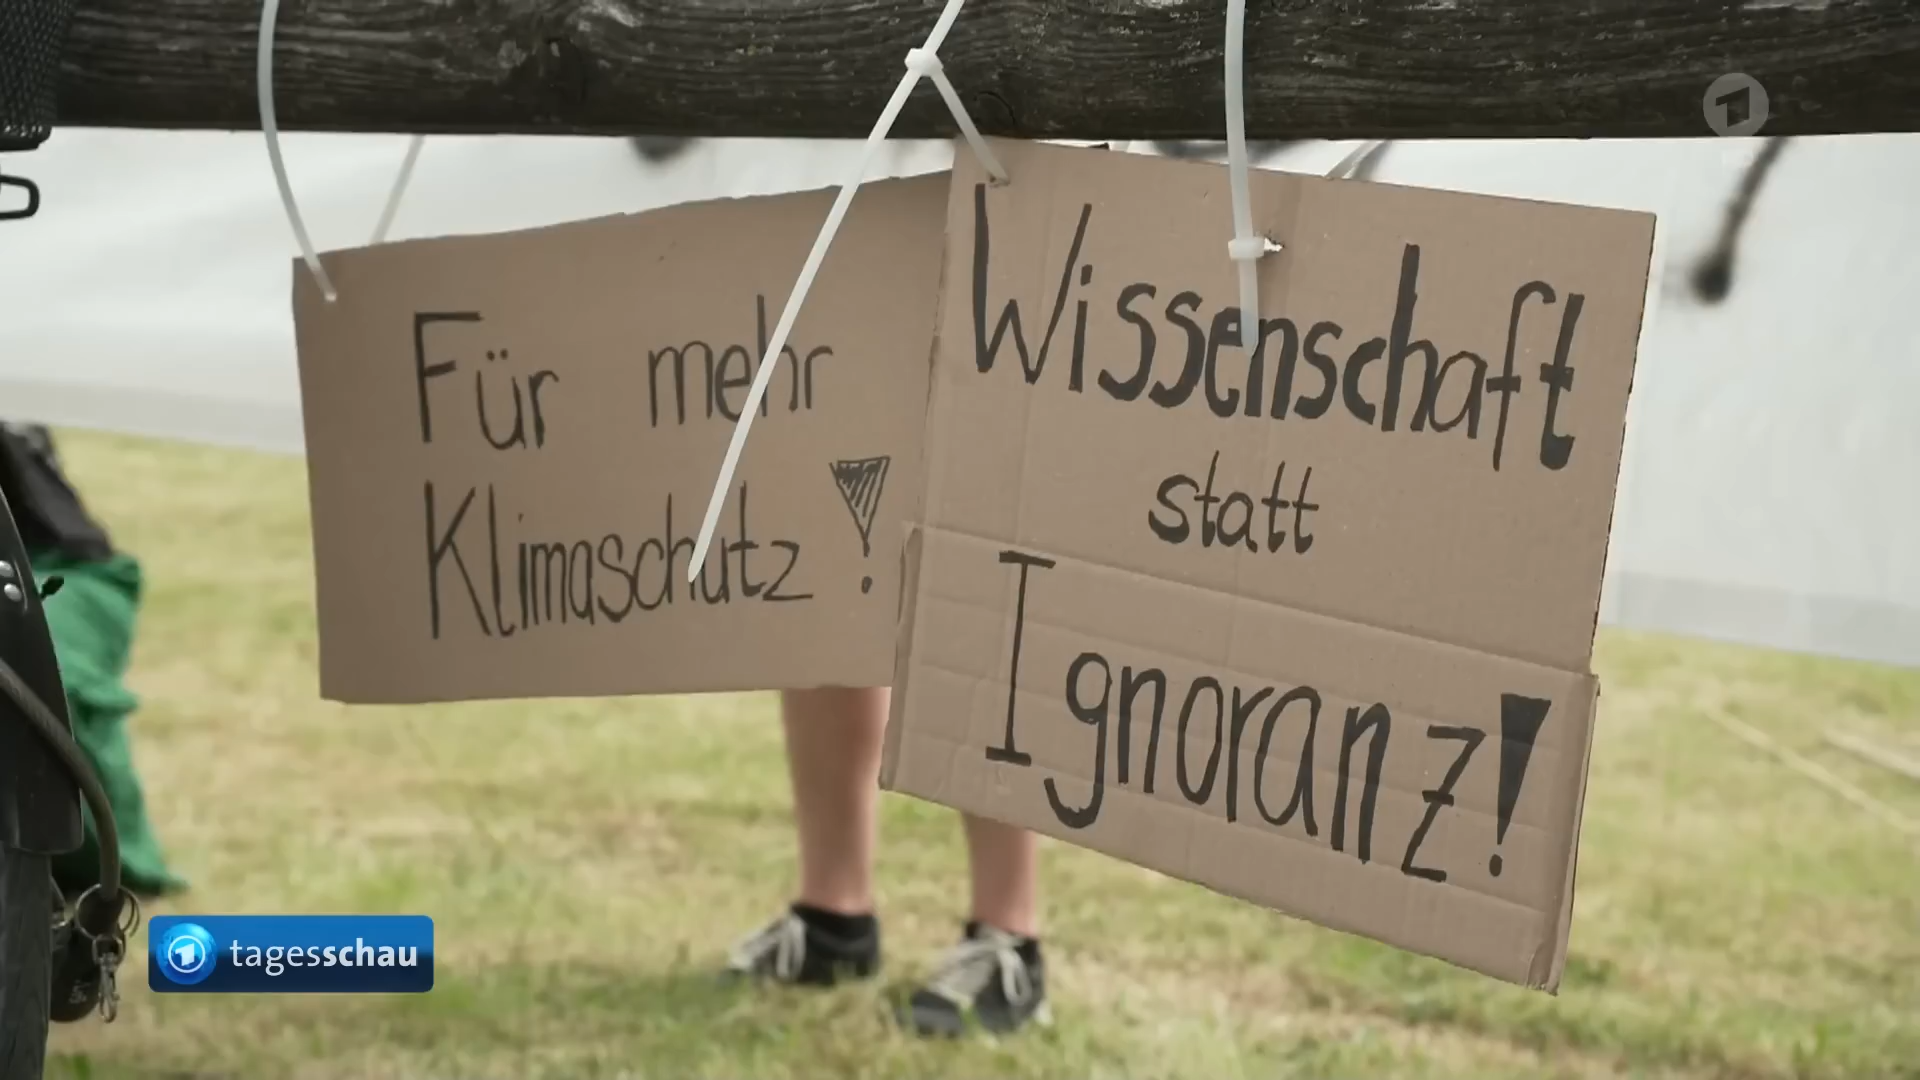 Für mehr
Klimaschutz!
Wissenschaft
statt
Ignoranz!
tagesschau